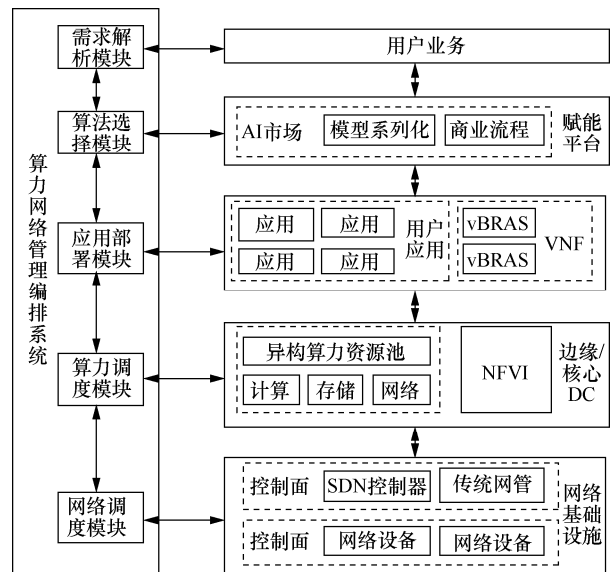 算力网络管理编排系统
需求解
析模块
算法选
择模块
应用部
署模块
算力调
度模块
网络调
度模块
用户业务
AI市场
模型系列化
商业流程
赋能
平台
应用
应用
应用
应用
用户
应用
vBRAS
vBRAS
VNF
异构算力资源池
计算
存储
网络
NFVI
边缘/
核心
DC
控制面
SDN控制器
传统网管
控制面
网络设备
网络设备
网络
基础
设施